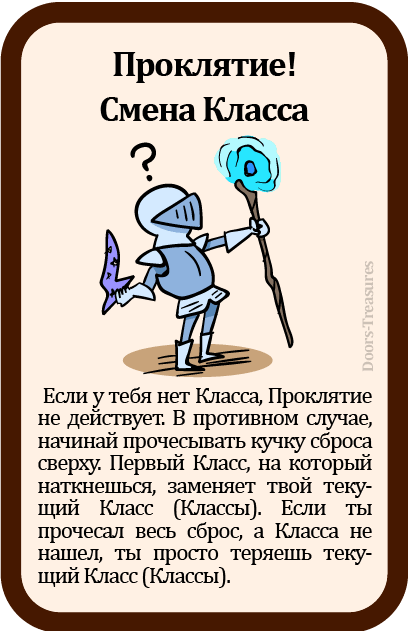 Проклятие!
Смена Класса
?
Doors-Treasures
Если у тебя нет Класса, Проклятие
не действует. В противном случае,
начинай прочесывать кучку сброса
сверху. Первый Класс, на который
наткнешься, заменяет твой теку-
щий Класс (Классы). Если ты
прочесал весь сброс, а Класса не
нашел, ты просто теряешь теку-
щий Класс (Классы).